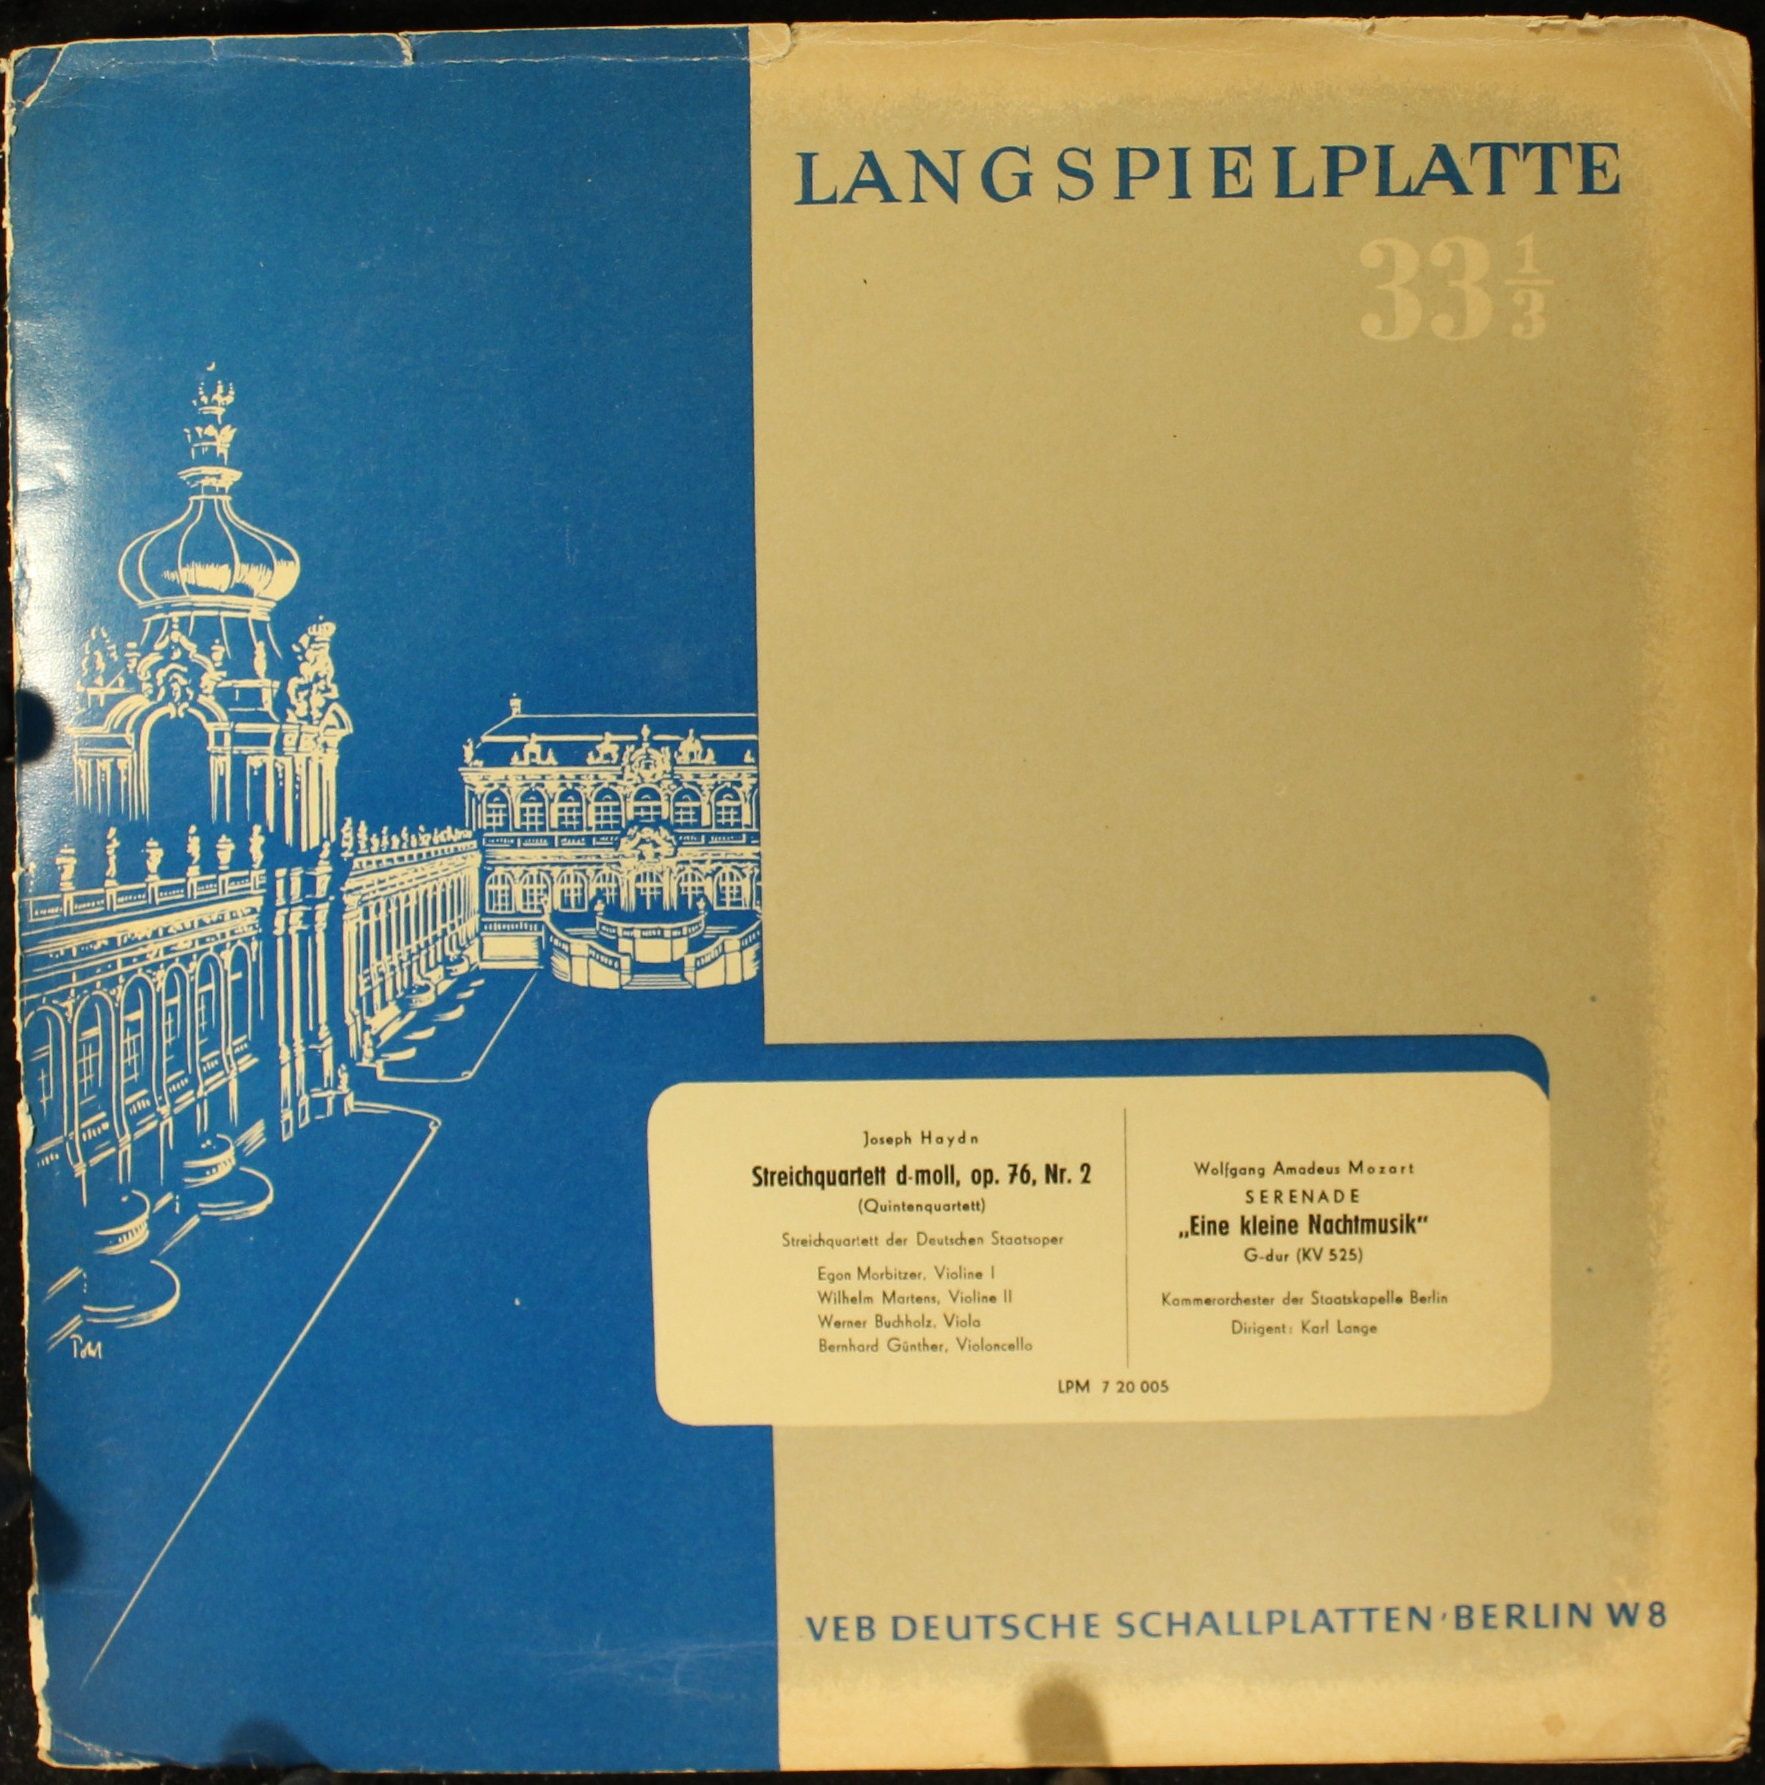 LANGSPIELPLATTE
33 1/3
Joseph Haydn
Streichquartett d-moll, op. 76, Nr. 2
(Quintenquartett)
Streichquartett der Deutschen Staatsoper
Egon Morbitzer, Violine I
Wilhelm Martens, Violine II
Werner Buchholz, Viola
Bernhard Günther, Violoncello
Wolfgang Amadeus Mozart
SERENADE
„Eine kleine Nachtmusik“
G-dur (KV 525)
Kammerorchester der Staatskapelle Berlin
Dirigent: Karl Lange
LPM 7 20 005
Pohl
VEB DEUTSCHE SCHALLPLATTEN · BERLIN W 8